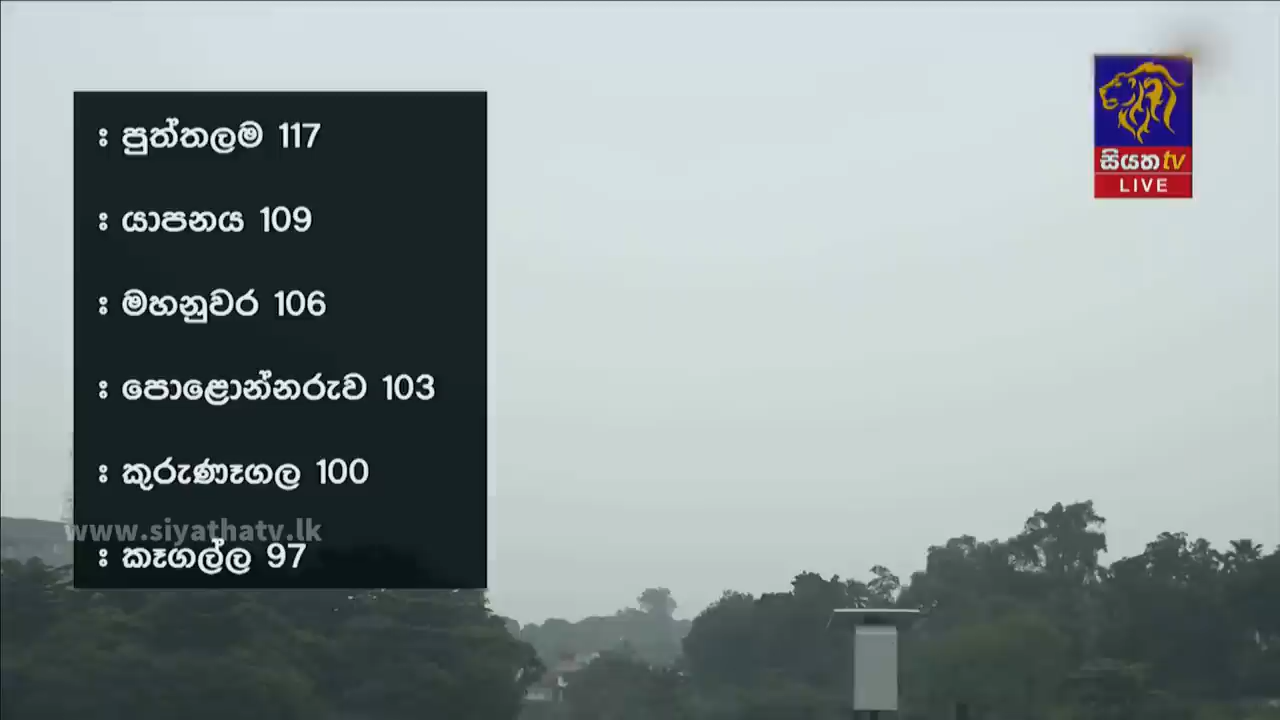 : පුත්තලම 117
: යාපනය 109
: මහනුවර 106
: පොළොන්නරුව 103
: කුරුණෑගල 100
www.siyathatv.lk
: කෑගල්ල 97
සියත tv
LIVE